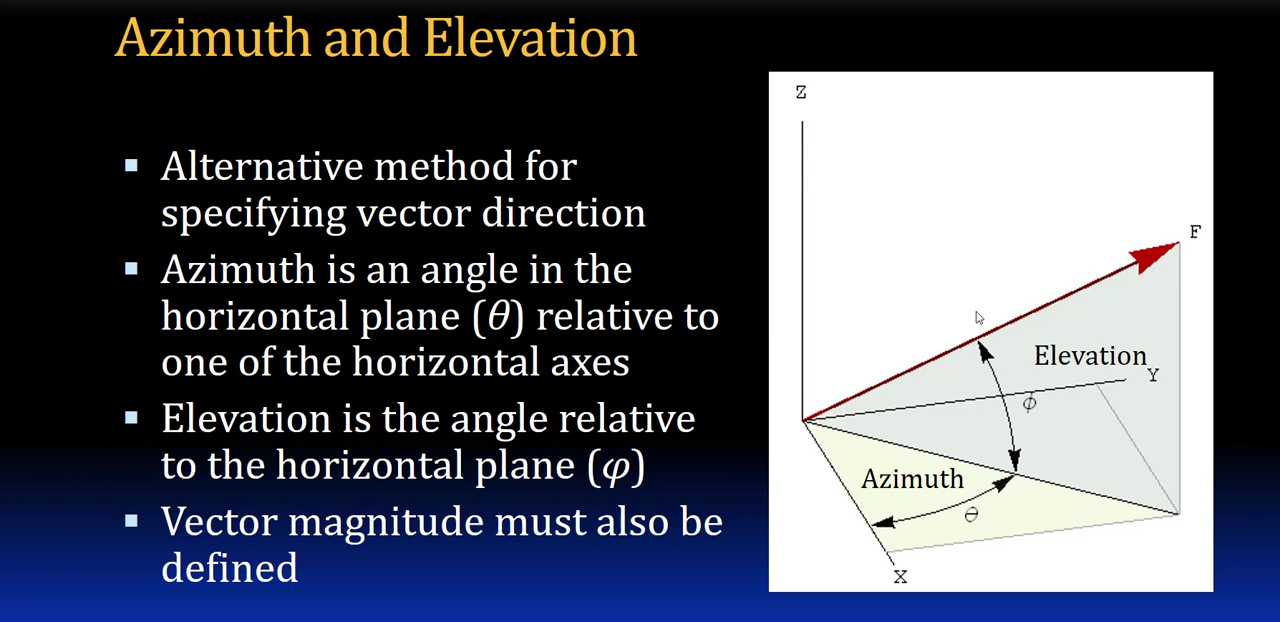 Azimuth and Elevation
▪ Alternative method for
specifying vector direction
▪ Azimuth is an angle in the
horizontal plane (θ) relative to
one of the horizontal axes
▪ Elevation is the angle relative
to the horizontal plane (φ)
▪ Vector magnitude must also be
defined
Z
F
Elevation
Y
ϕ
Azimuth
θ
X